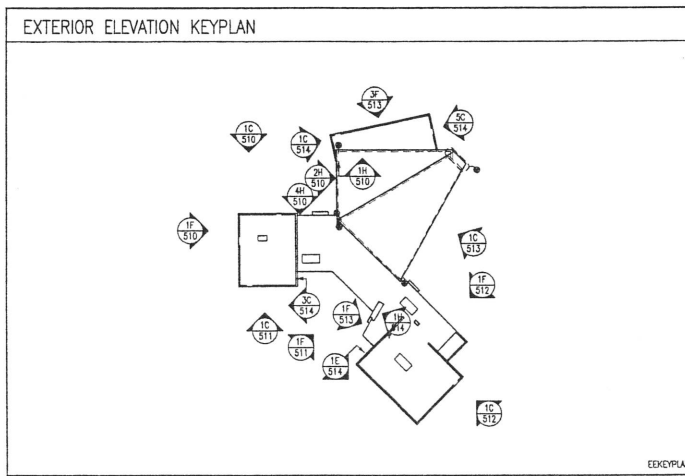 EXTERIOR ELEVATION KEYPLAN
3F
513
5C
514
1C
510
1C
514
2H
510
1H
510
4H
510
1F
510
1C
513
1F
512
3C
514
1F
513
1H
514
1C
511
1F
511
1E
514
1C
512
EEKEYPLA